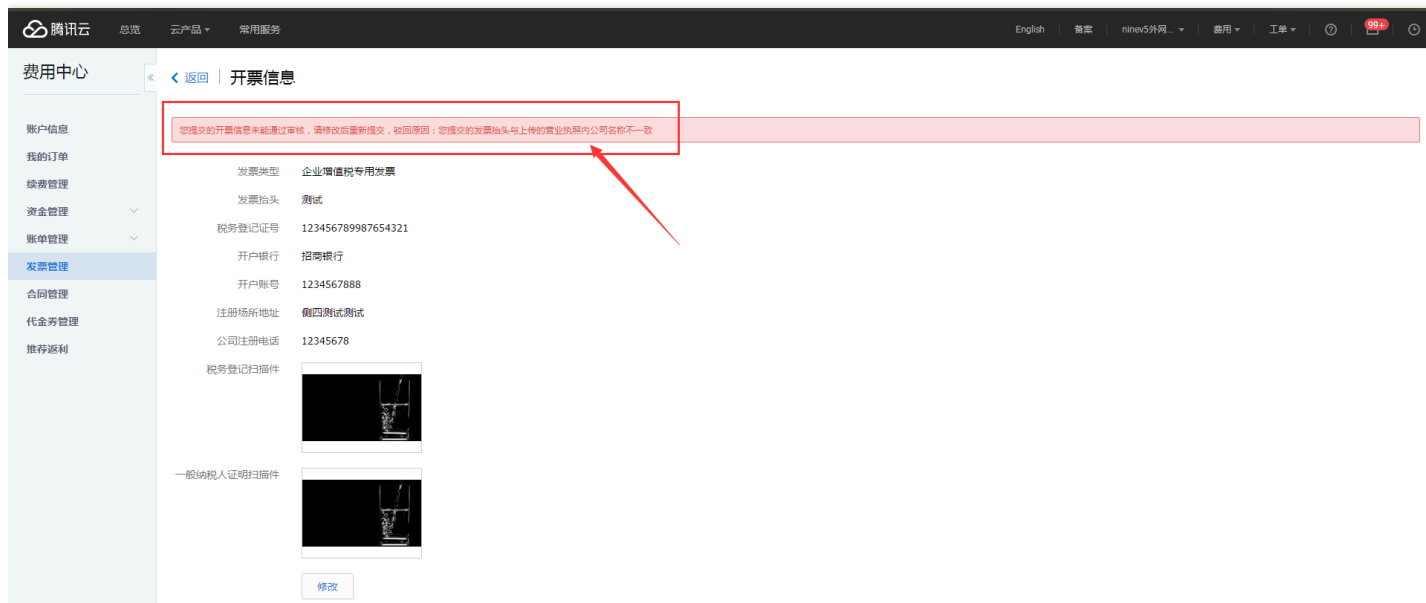 腾讯云 总览 云产品 常用服务 English 备案 ninev5外网... 费用 工单 99+
费用中心
返回 开票信息
您提交的开票信息未能通过审核,请修改后重新提交,驳回原因:您提交的发票抬头与上传的营业执照内公司名称不一致
账户信息
我的订单
续费管理
资金管理
账单管理
发票管理
合同管理
代金券管理
推荐返利
发票类型 企业增值税专用发票
发票抬头 测试
税务登记证号 123456789987654321
开户银行 招商银行
开户账号 1234567888
注册场所地址 侧四测试测试
公司注册电话 12345678
税务登记扫描件
一般纳税人证明扫描件
修改